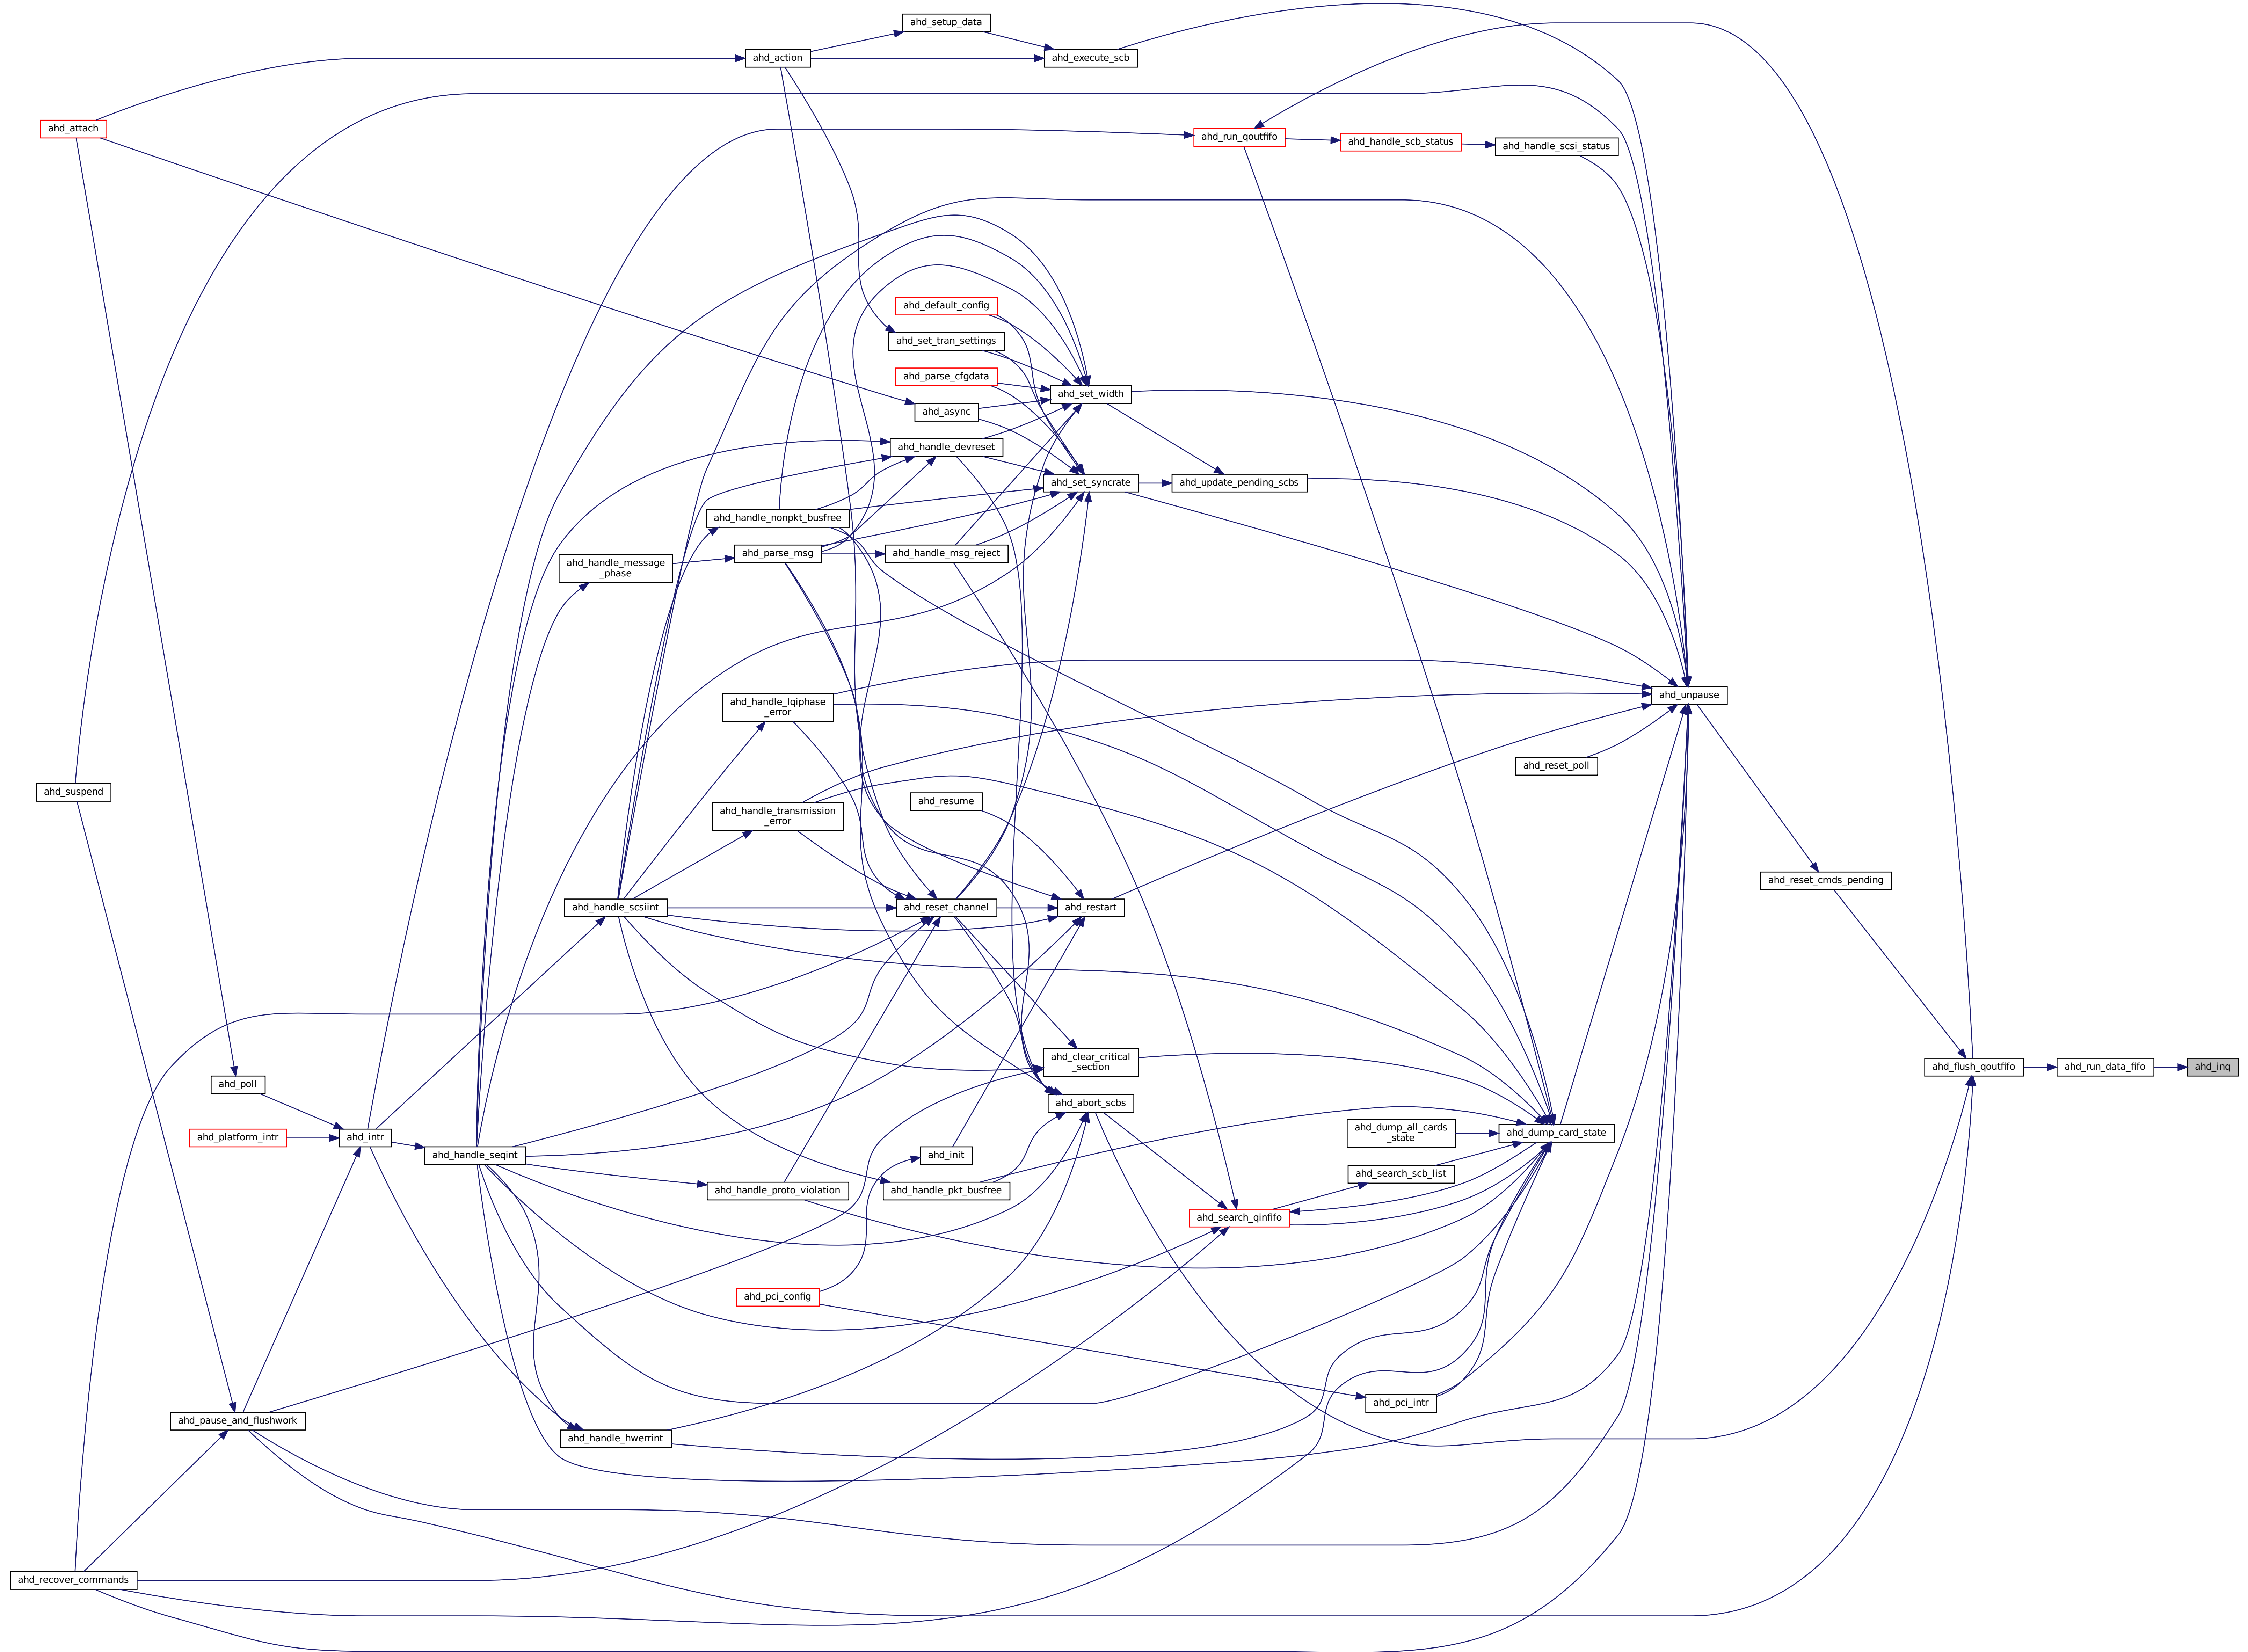 ahd_setup_data
ahd_action
ahd_execute_scb
ahd_attach
ahd_run_qoutfifo
ahd_handle_scb_status
ahd_handle_scsi_status
ahd_default_config
ahd_set_tran_settings
ahd_parse_cfgdata
ahd_set_width
ahd_async
ahd_handle_devreset
ahd_set_syncrate
ahd_update_pending_scbs
ahd_handle_nonpkt_busfree
ahd_parse_msg
ahd_handle_msg_reject
ahd_handle_message
_phase
ahd_handle_lqiphase
_error
ahd_unpause
ahd_reset_poll
ahd_suspend
ahd_resume
ahd_handle_transmission
_error
ahd_reset_cmds_pending
ahd_handle_scsiint
ahd_reset_channel
ahd_restart
ahd_clear_critical
_section
ahd_flush_qoutfifo
ahd_run_data_fifo
ahd_inq
ahd_poll
ahd_abort_scbs
ahd_platform_intr
ahd_intr
ahd_dump_all_cards
_state
ahd_dump_card_state
ahd_handle_seqint
ahd_init
ahd_search_scb_list
ahd_handle_proto_violation
ahd_handle_pkt_busfree
ahd_search_qinfifo
ahd_pci_config
ahd_pci_intr
ahd_pause_and_flushwork
ahd_handle_hwerrint
ahd_recover_commands